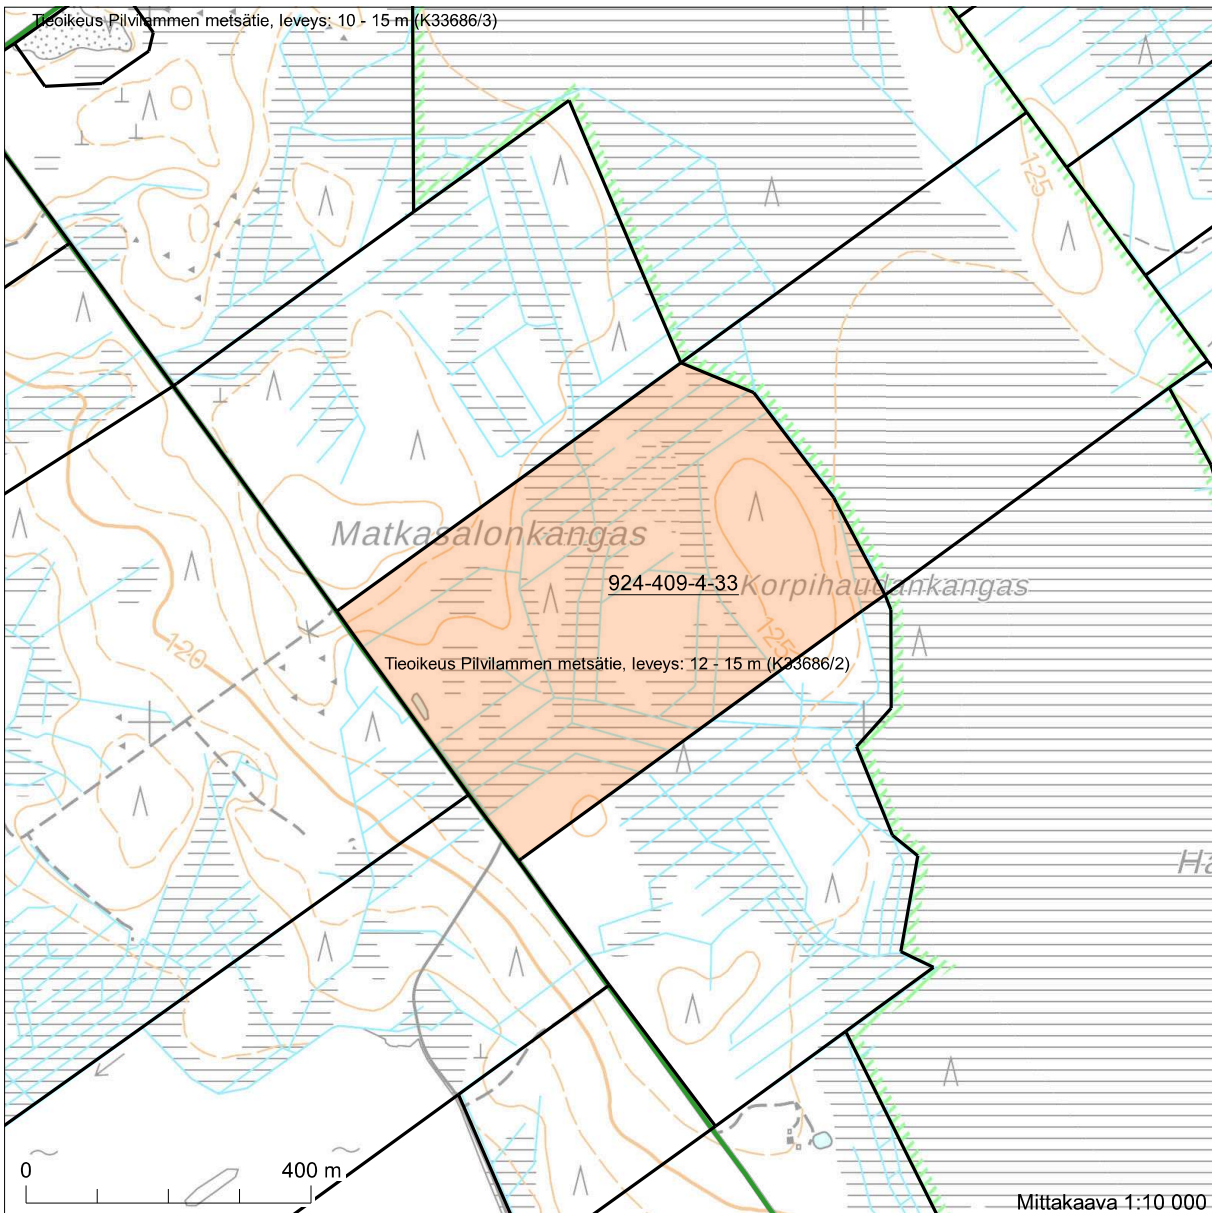 Tieoikeus Pilvilammen metsätie, leveys: 10 - 15 m (K33686/3)
125
Matkasalonkangas
924-409-4-33
Korpihaudankangas
125
120
Tieoikeus Pilvilammen metsätie, leveys: 12 - 15 m (K33686/2)
Ha
0
400 m
Mittakaava 1:10 000